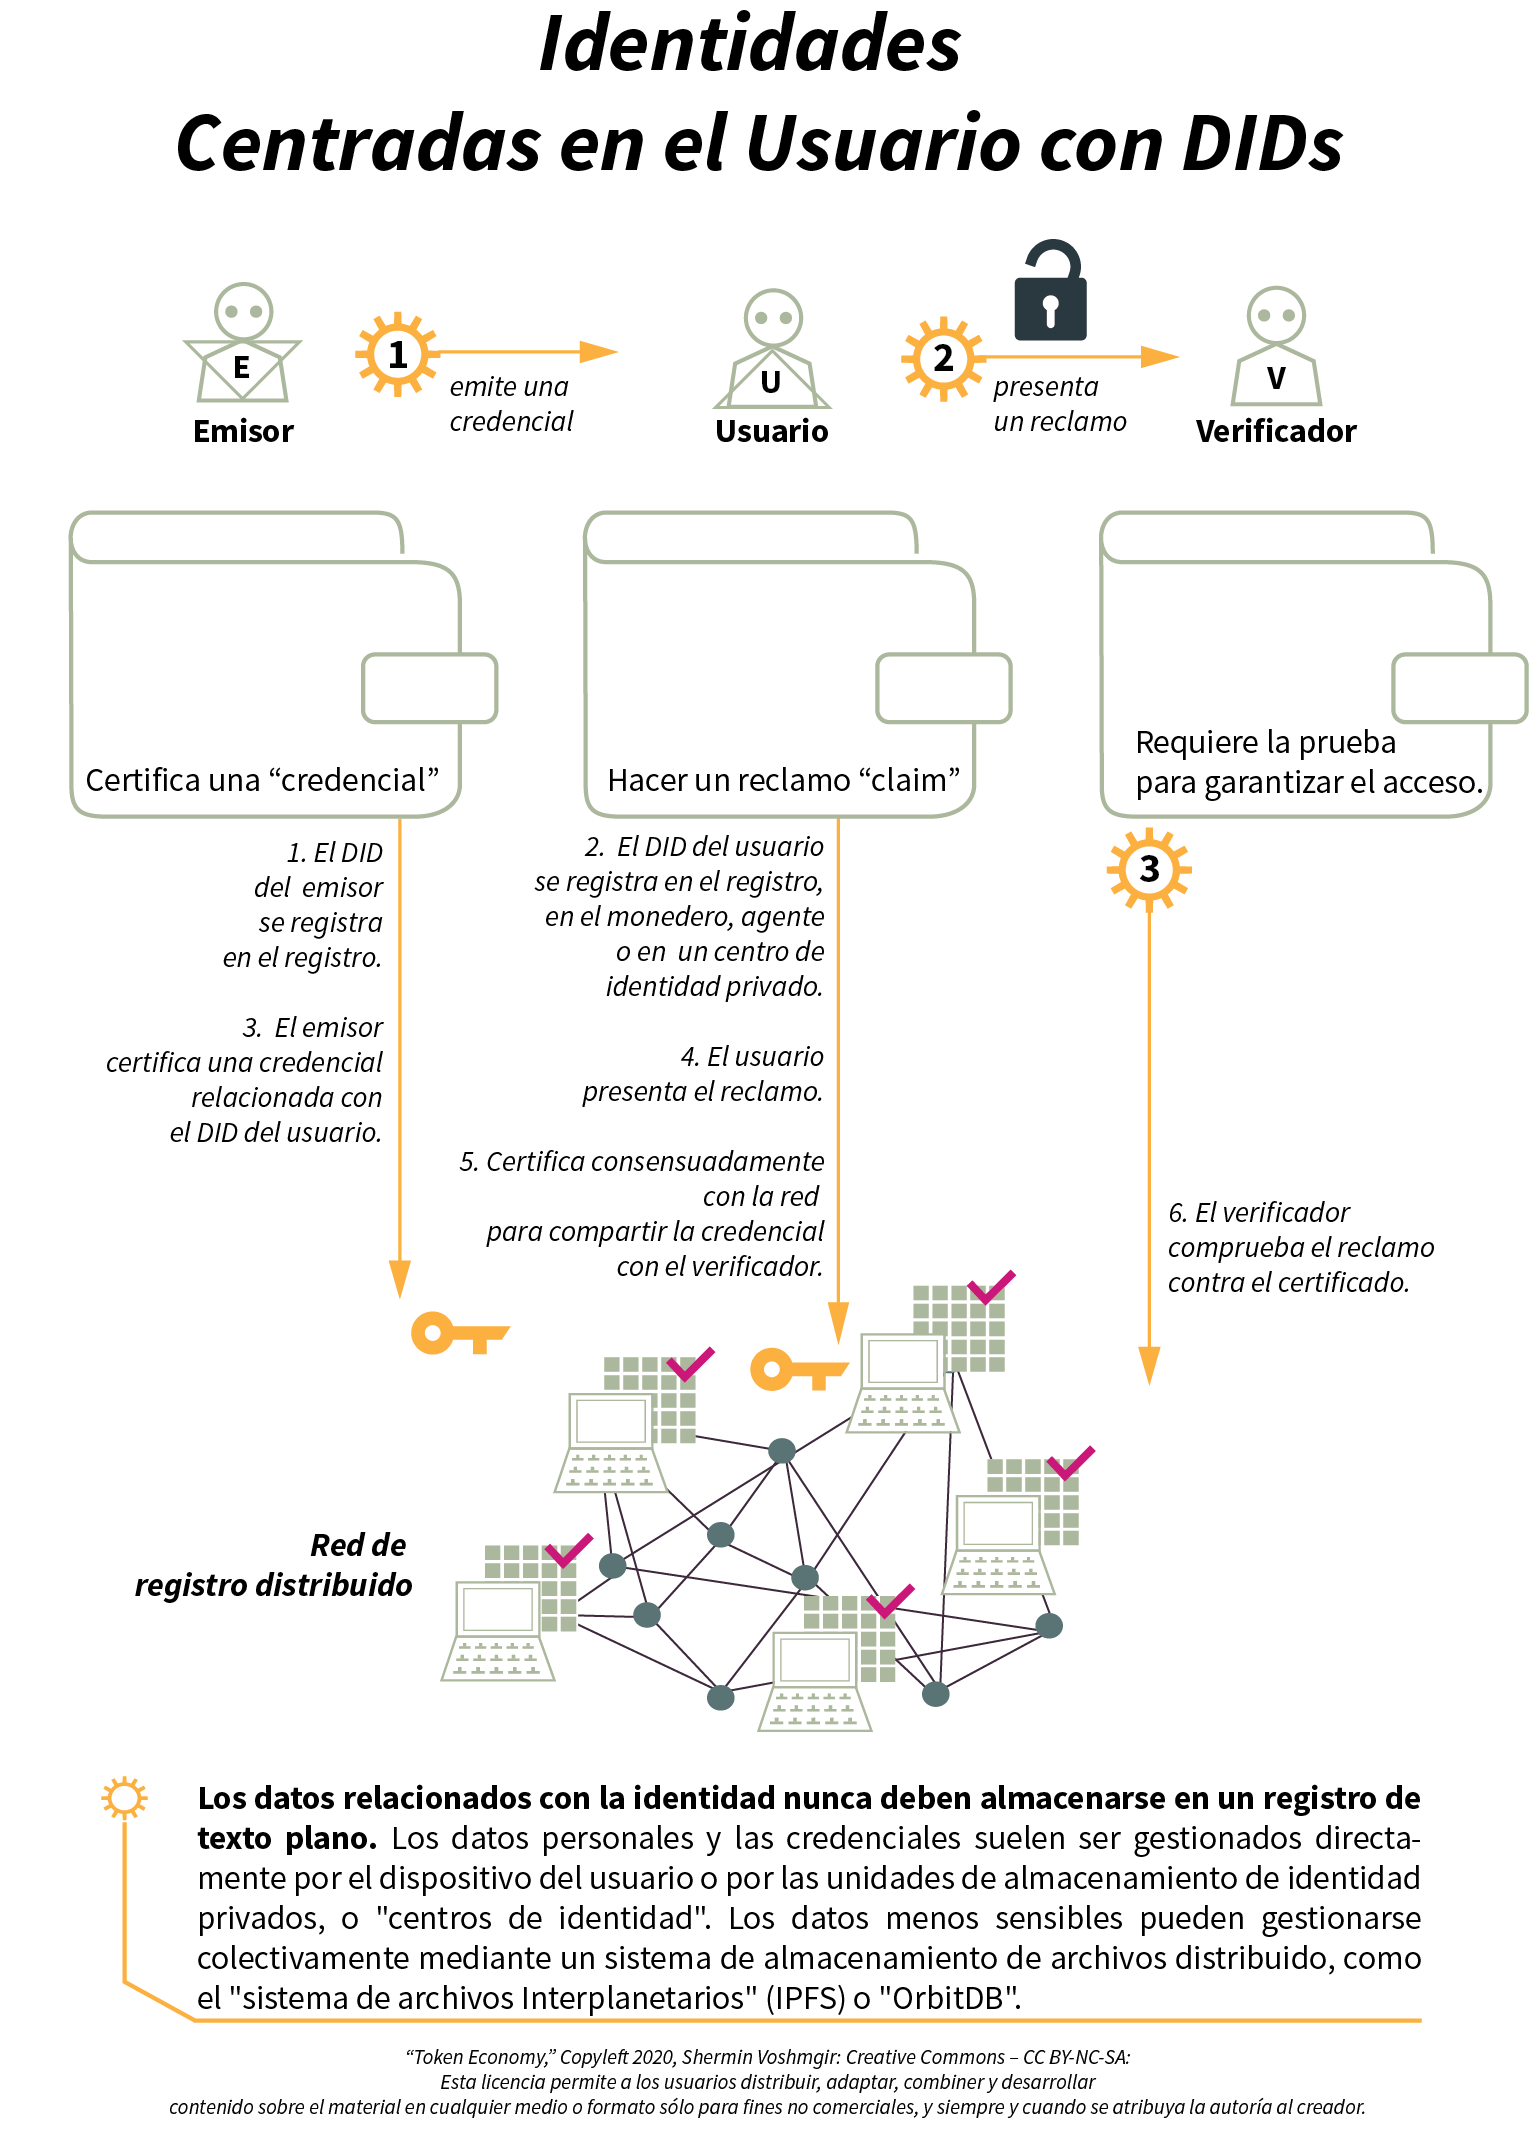 Identidades
Centradas en el Usuario con DIDs
E
Emisor
1
emite una
credencial
U
Usuario
2
presenta
un reclamo
V
Verificador
Certifica una “credencial”
Hacer un reclamo “claim”
Requiere la prueba
para garantizar el acceso.
1. El DID
del emisor
se registra
en el registro.
3. El emisor
certifica una credencial
relacionada con
el DID del usuario.
2. El DID del usuario
se registra en el registro,
en el monedero, agente
o en un centro de
identidad privado.
4. El usuario
presenta el reclamo.
5. Certifica consensuadamente
con la red
para compartir la credencial
con el verificador.
3
6. El verificador
comprueba el reclamo
contra el certificado.
Red de
registro distribuido
Los datos relacionados con la identidad nunca deben almacenarse en un registro de
texto plano. Los datos personales y las credenciales suelen ser gestionados directa-
mente por el dispositivo del usuario o por las unidades de almacenamiento de identidad
privados, o "centros de identidad". Los datos menos sensibles pueden gestionarse
colectivamente mediante un sistema de almacenamiento de archivos distribuido, como
el "sistema de archivos Interplanetarios" (IPFS) o "OrbitDB".
“Token Economy,” Copyleft 2020, Shermin Voshmgir: Creative Commons – CC BY-NC-SA:
Esta licencia permite a los usuarios distribuir, adaptar, combiner y desarrollar
contenido sobre el material en cualquier medio o formato sólo para fines no comerciales, y siempre y cuando se atribuya la autoría al creador.